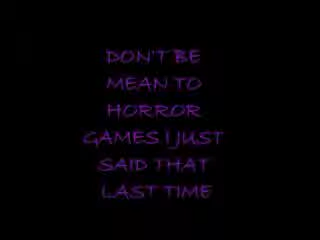 DON'T BE
MEAN TO
HORROR
GAMES I JUST
SAID THAT
LAST TIME